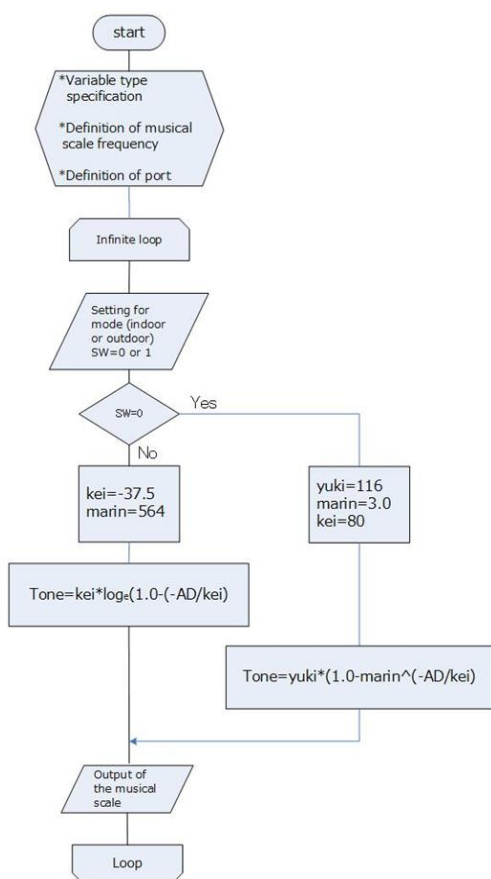 start
*Variable type
specification
*Definition of musical
scale frequency
*Definition of port
Infinite loop
Setting for
mode (indoor
or outdoor)
SW=0 or 1
SW=0
Yes
No
kei=-37.5
marin=564
yuki=116
marin=3.0
kei=80
Tone=kei*logₑ(1.0-(-AD/kei)
Tone=yuki*(1.0-marin^(-AD/kei)
Output of
the musical
scale
Loop